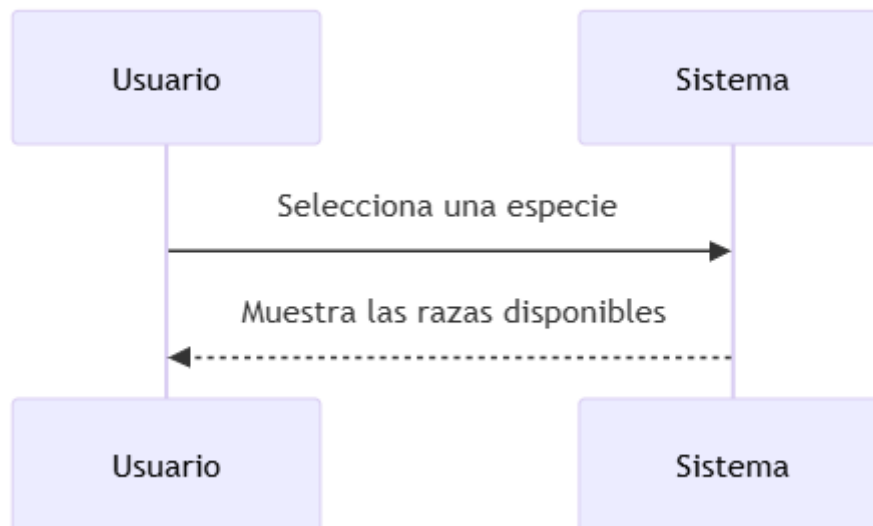 Usuario
Sistema
Selecciona una especie
Muestra las razas disponibles
Usuario
Sistema